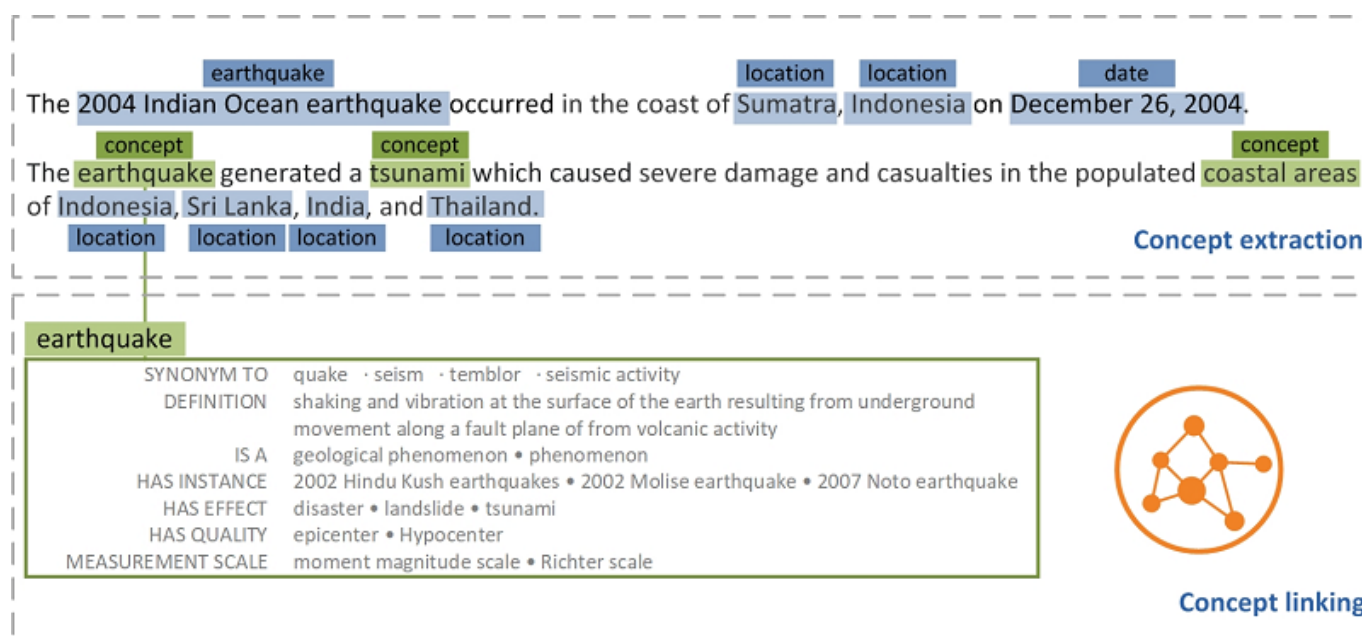 earthquake location location date
The 2004 Indian Ocean earthquake occurred in the coast of Sumatra, Indonesia on December 26, 2004.
concept concept concept
The earthquake generated a tsunami which caused severe damage and casualties in the populated coastal areas
of Indonesia, Sri Lanka, India, and Thailand.
location location location location
Concept extraction
earthquake
SYNONYM TO quake · seism · temblor · seismic activity
DEFINITION shaking and vibration at the surface of the earth resulting from underground
movement along a fault plane of from volcanic activity
IS A geological phenomenon • phenomenon
HAS INSTANCE 2002 Hindu Kush earthquakes • 2002 Molise earthquake • 2007 Noto earthquake
HAS EFFECT disaster • landslide • tsunami
HAS QUALITY epicenter • Hypocenter
MEASUREMENT SCALE moment magnitude scale • Richter scale
Concept linking